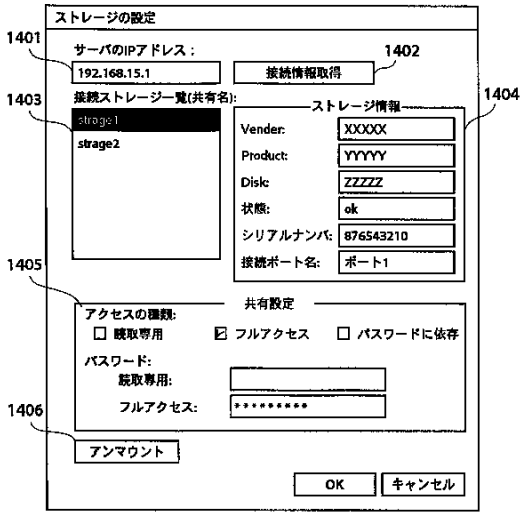 ストレージの設定
1401
サーバのIPアドレス：
1402
192.168.15.1
接続情報取得
1403
接続ストレージ一覧(共有名):
ストレージ情報
1404
strage1
strage2
Vender:
XXXXX
Product:
YYYYY
Disk:
ZZZZZ
状態:
ok
シリアルナンバ:
876543210
接続ポート名:
ポート1
1405
共有設定
アクセスの種類:
読取専用
フルアクセス
パスワードに依存
パスワード:
読取専用:
フルアクセス:
*********
1406
アンマウント
OK
キャンセル